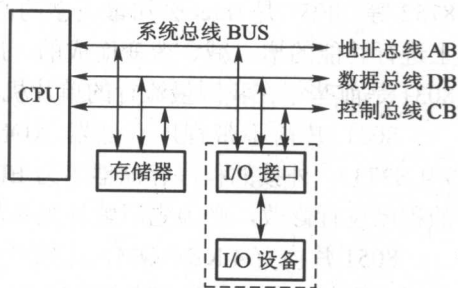 系统总线 BUS
地址总线 AB
数据总线 DB
控制总线 CB
CPU
存储器
I/O 接口
I/O 设备